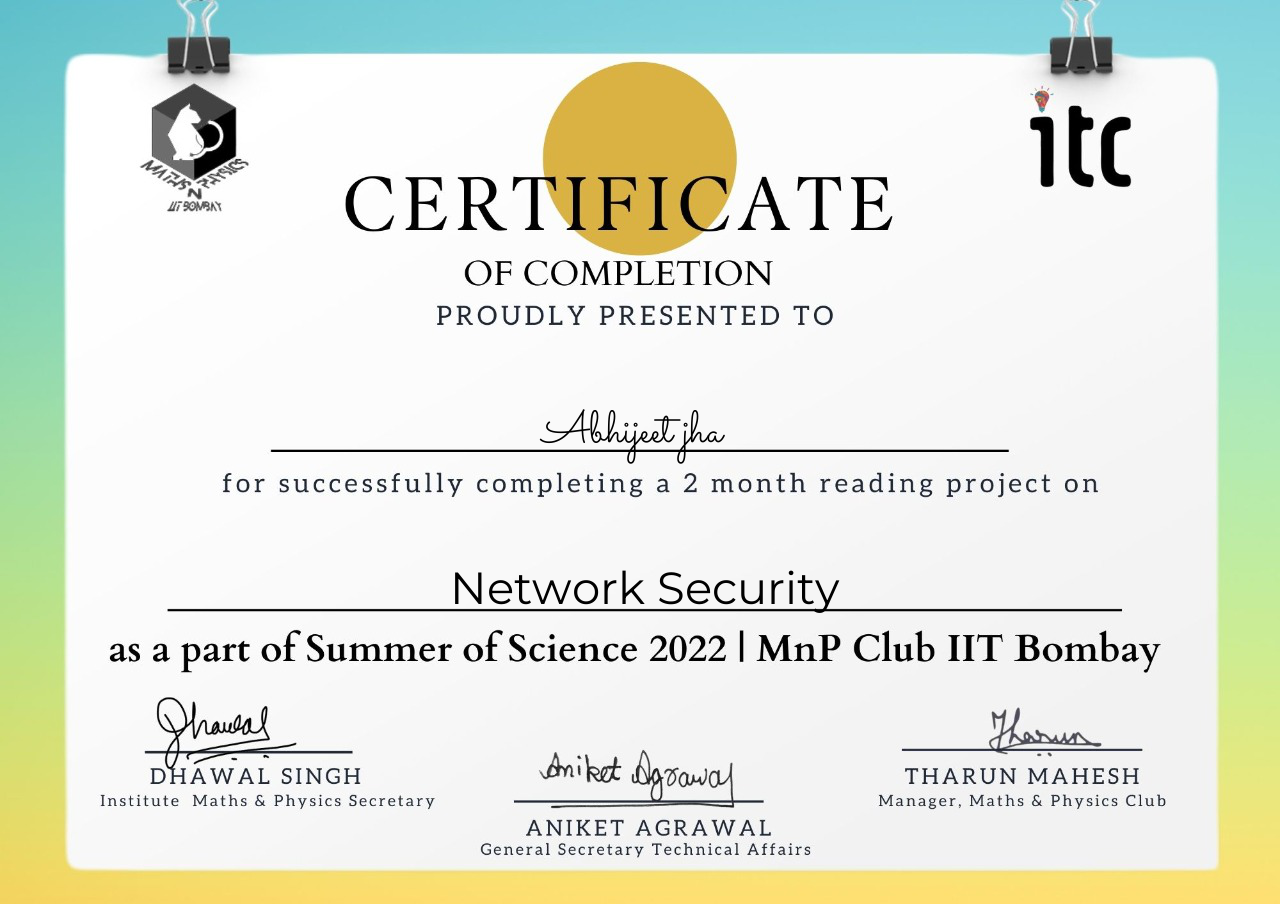 MATHS N PHYSICS
IIT BOMBAY
itc
CERTIFICATE
OF COMPLETION
PROUDLY PRESENTED TO
Abhijeet jha
for successfully completing a 2 month reading project on
Network Security
as a part of Summer of Science 2022 | MnP Club IIT Bombay
Dhawal
DHAWAL SINGH
Institute Maths & Physics Secretary
Aniket Agrawal
ANIKET AGRAWAL
General Secretary Technical Affairs
Tharun
THARUN MAHESH
Manager, Maths & Physics Club